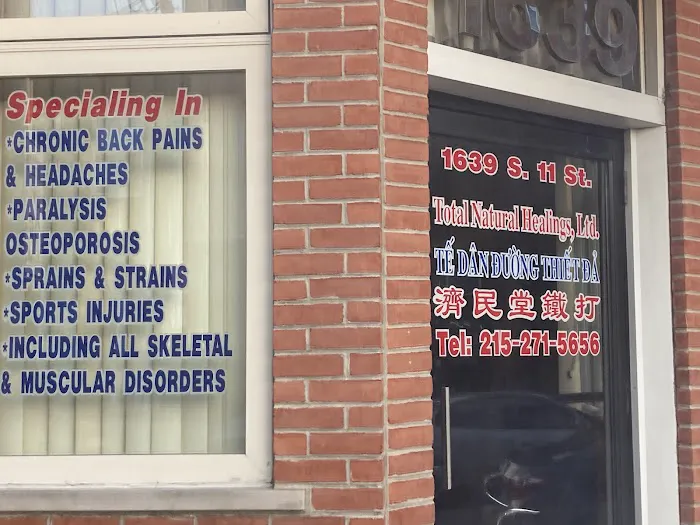 Specialing In
*CHRONIC BACK PAINS
& HEADACHES
*PARALYSIS
OSTEOPOROSIS
*SPRAINS & STRAINS
*SPORTS INJURIES
*INCLUDING ALL SKELETAL
& MUSCULAR DISORDERS
1639
1639 S. 11 St.
Total Natural Healings, Ltd.
TẾ DÂN ĐƯỜNG THIẾT ĐẢ
濟民堂鐵打
Tel: 215-271-5656